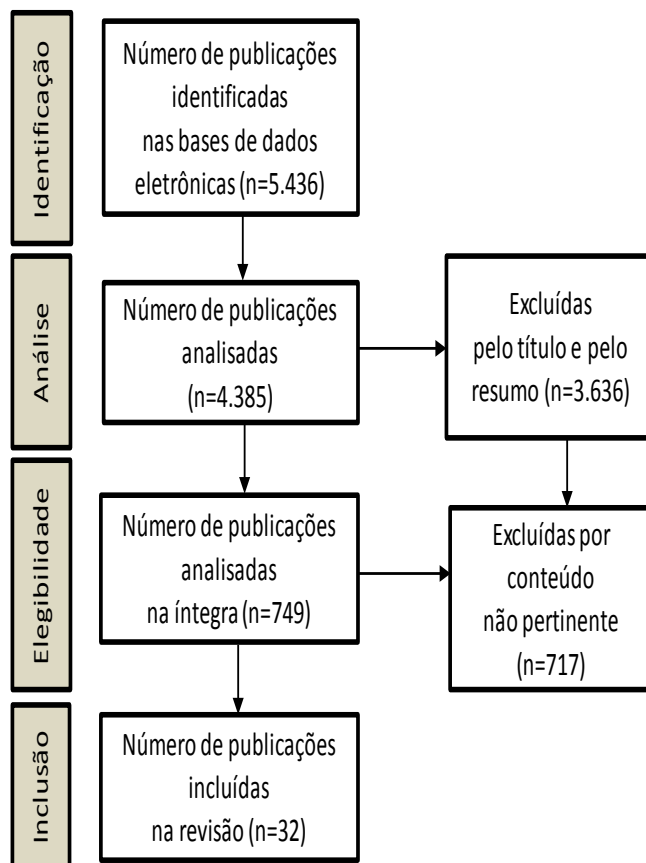 Identificação
Número de publicações
identificadas
nas bases de dados
eletrônicas (n=5.436)
Análise
Número de publicações
analisadas
(n=4.385)
Excluídas
pelo título e pelo
resumo (n=3.636)
Elegibilidade
Número de publicações
analisadas
na íntegra (n=749)
Excluídas por
conteúdo
não pertinente
(n=717)
Inclusão
Número de publicações
incluídas
na revisão (n=32)